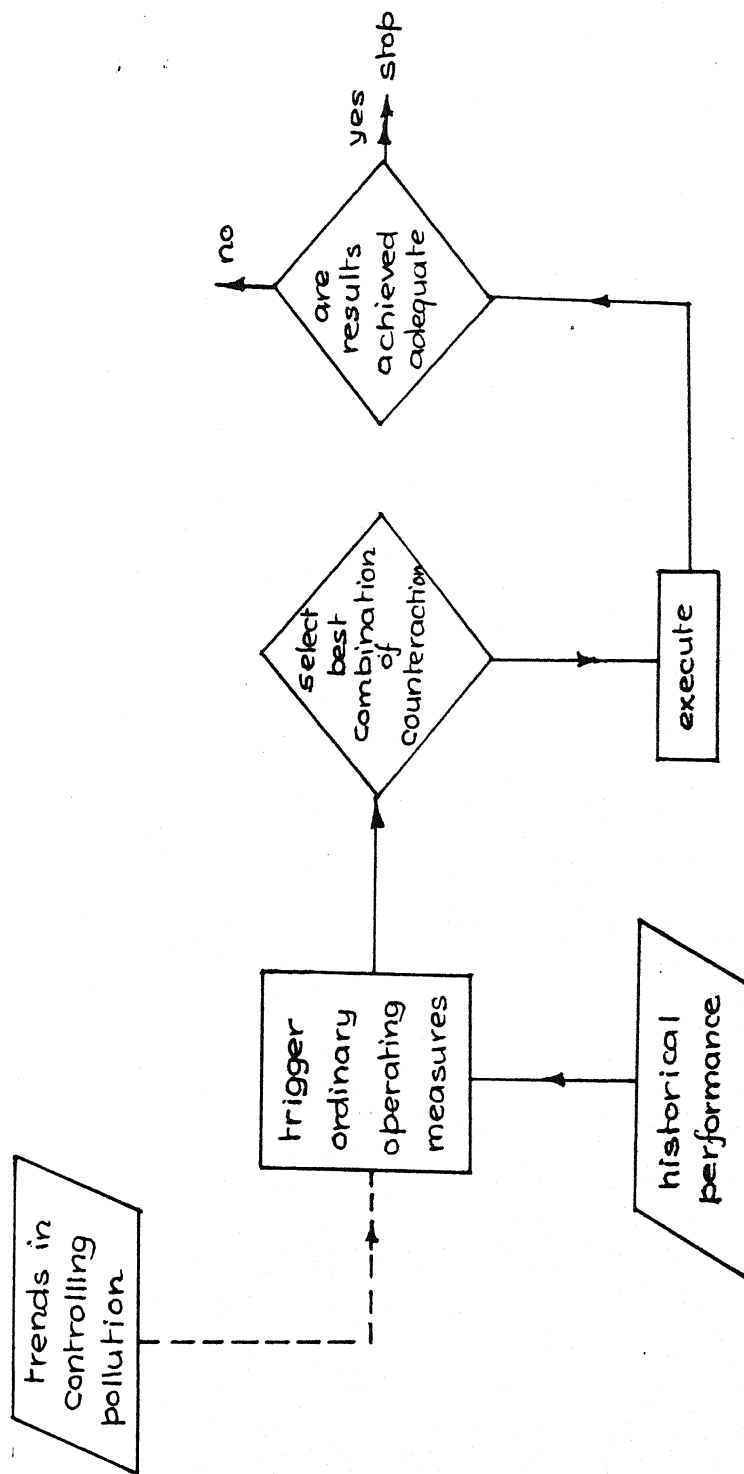 trends in
controlling
pollution
trigger
ordinary
operating
measures
historical
performance
select
best
combination
of
counteraction
execute
are
results
achieved
adequate
no
yes
stop